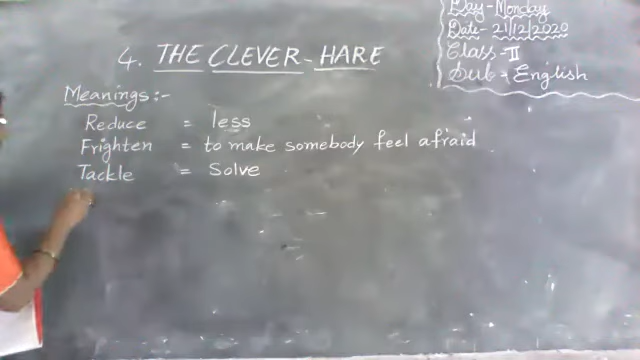 Day - Monday
Date - 21/12/2020
Class - II
Sub - English
4. THE CLEVER - HARE
Meanings :-
Reduce = less
Frighten = to make somebody feel afraid
Tackle = Solve